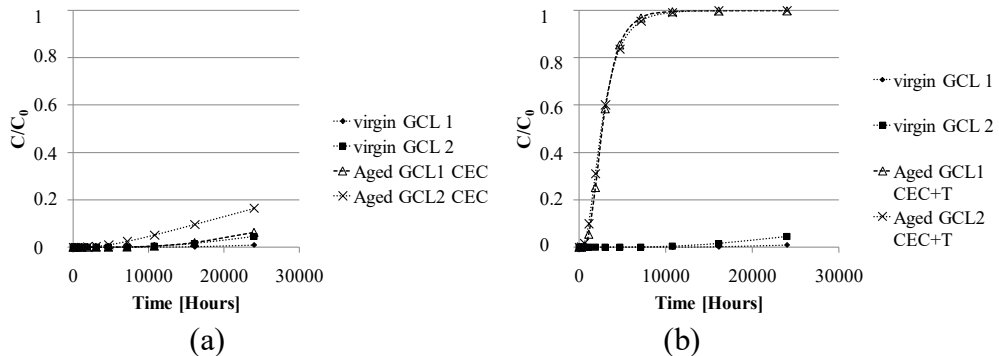 1
0.8
0.6
0.4
0.2
0
C/C0
0 10000 20000 30000
Time [Hours]
virgin GCL 1
virgin GCL 2
Aged GCL1 CEC
Aged GCL2 CEC
(a)
1
0.8
0.6
0.4
0.2
0
C/C0
0 10000 20000 30000
Time [Hours]
virgin GCL 1
virgin GCL 2
Aged GCL1
CEC+T
Aged GCL2
CEC+T
(b)